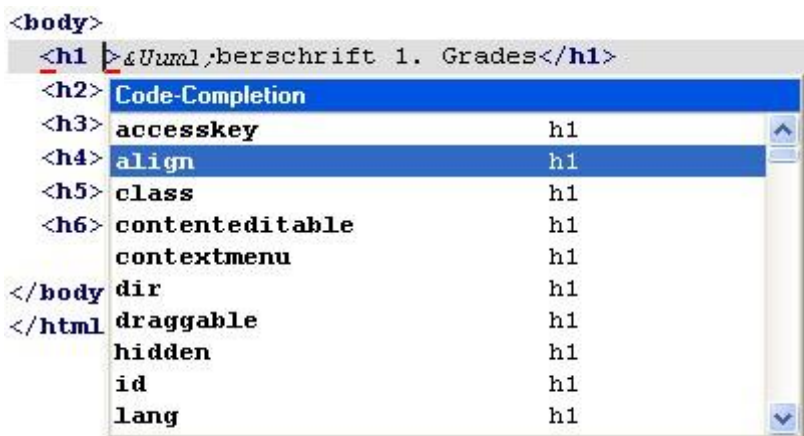 <body>
<h1 >&Uuml;berschrift 1. Grades</h1>
<h2>
<h3>
<h4>
<h5>
<h6>
</body
</html
Code-Completion
accesskey h1
align h1
class h1
contenteditable h1
contextmenu h1
dir h1
draggable h1
hidden h1
id h1
lang h1